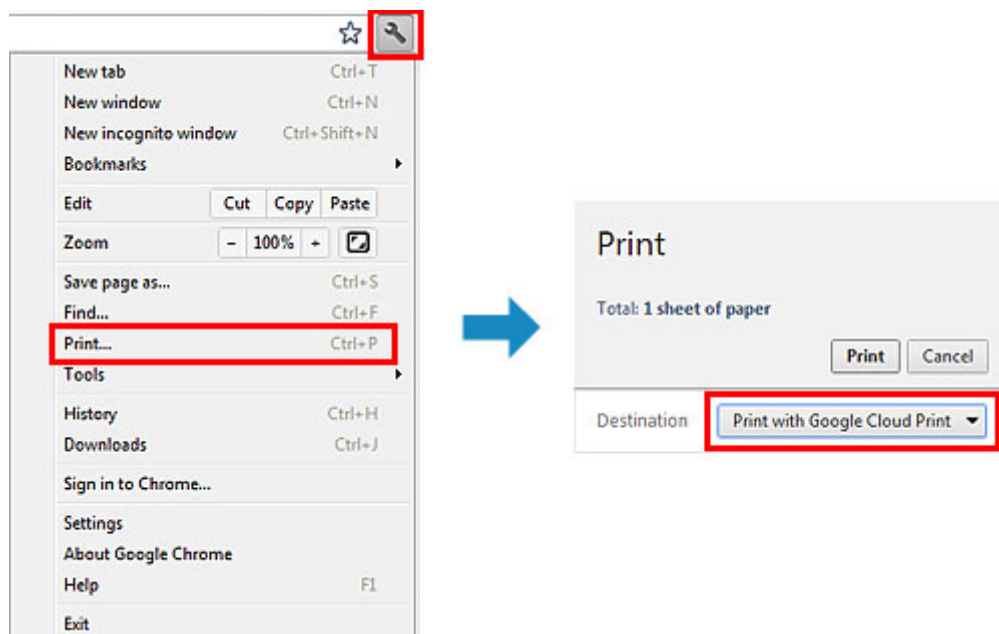 New tab Ctrl+T
New window Ctrl+N
New incognito window Ctrl+Shift+N
Bookmarks
Edit Cut Copy Paste
Zoom - 100% +
Save page as... Ctrl+S
Find... Ctrl+F
Print... Ctrl+P
Tools
History Ctrl+H
Downloads Ctrl+J
Sign in to Chrome...
Settings
About Google Chrome
Help F1
Exit
Print
Total: 1 sheet of paper
Print Cancel
Destination Print with Google Cloud Print